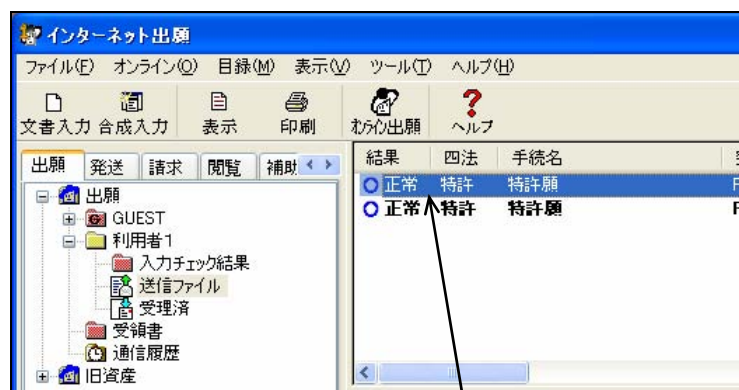 インターネット出願
ファイル(F) オンライン(O) 目録(M) 表示(V) ツール(T) ヘルプ(H)
文書入力 合成入力 表示 印刷 オンライン出願 ヘルプ
出願 発送 請求 閲覧 補助
結果 四法 手続名
正常 特許 特許願
正常 特許 特許願
出願
GUEST
利用者1
入力チェック結果
送信ファイル
受理済
受領書
通信履歴
旧資産